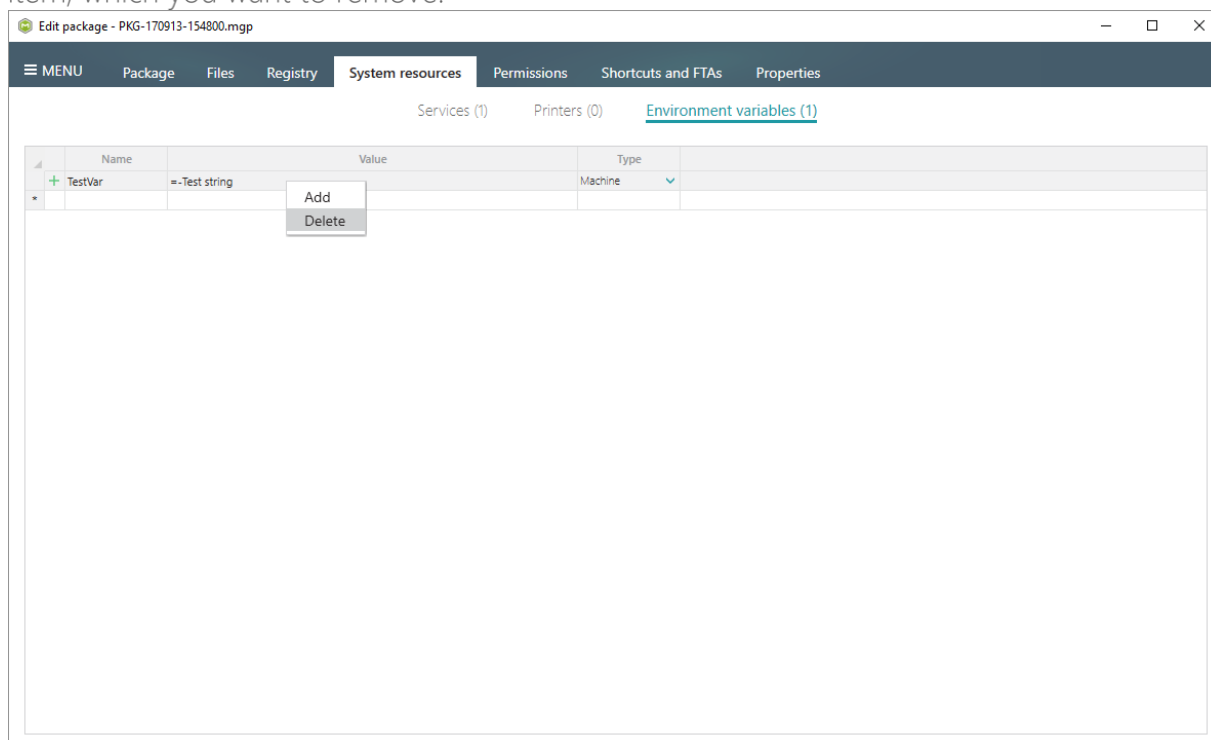 item, which you want to remove.
Edit package - PKG-170913-154800.mgp
MENU Package Files Registry System resources Permissions Shortcuts and FTAs Properties
Services (1) Printers (0) Environment variables (1)
Name Value Type
+ TestVar =-Test string Machine
*
Add
Delete